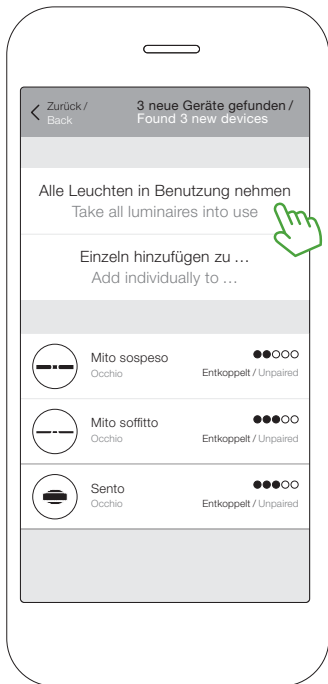 Zurück /
Back
3 neue Geräte gefunden /
Found 3 new devices
Alle Leuchten in Benutzung nehmen
Take all luminaires into use
Einzeln hinzufügen zu …
Add individually to …
Mito sospeso
Occhio
Entkoppelt / Unpaired
Mito soffitto
Occhio
Entkoppelt / Unpaired
Sento
Occhio
Entkoppelt / Unpaired